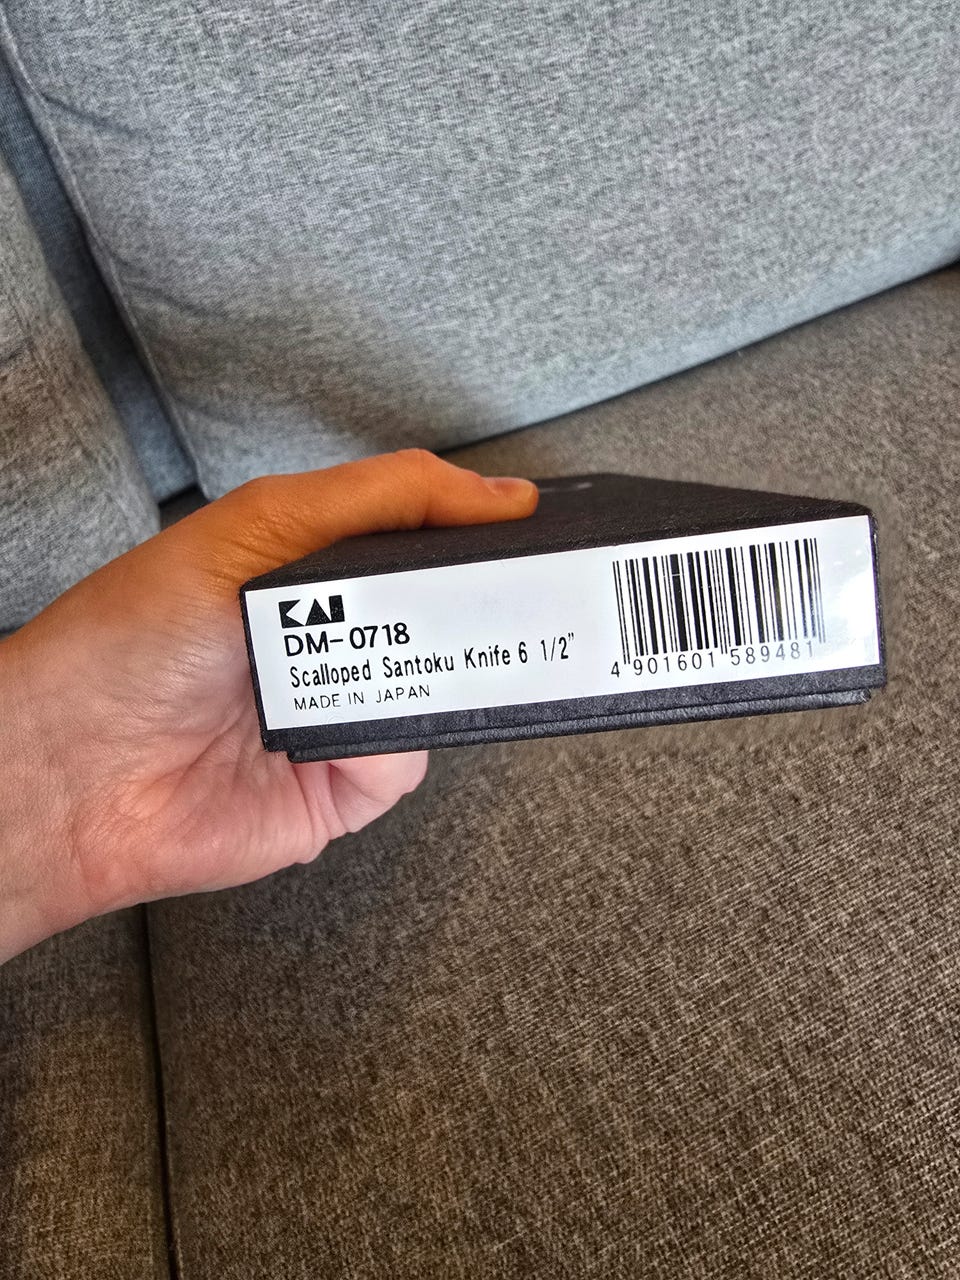 KAI
DM-0718
Scalloped Santoku Knife 6 1/2"
MADE IN JAPAN
4 901601 589481